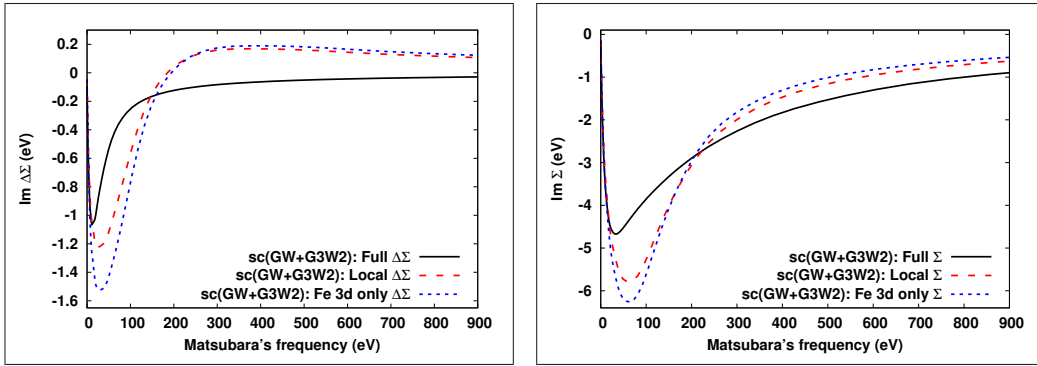 0.2
0
-0.2
-0.4
-0.6
-0.8
-1
-1.2
-1.4
-1.6
Im ΔΣ (eV)
sc(GW+G3W2): Full ΔΣ
sc(GW+G3W2): Local ΔΣ
sc(GW+G3W2): Fe 3d only ΔΣ
0 100 200 300 400 500 600 700 800 900
Matsubara's frequency (eV)
0
-1
-2
-3
-4
-5
-6
Im Σ (eV)
sc(GW+G3W2): Full Σ
sc(GW+G3W2): Local Σ
sc(GW+G3W2): Fe 3d only Σ
0 100 200 300 400 500 600 700 800 900
Matsubara's frequency (eV)